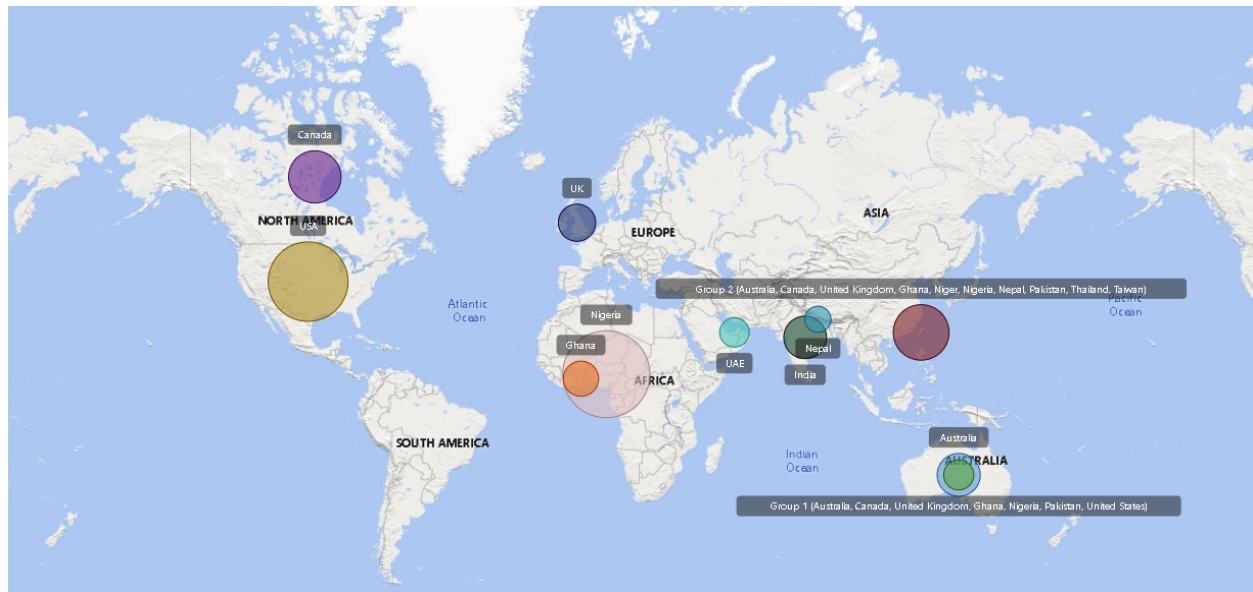 Canada
NORTH AMERICA
USA
UK
EUROPE
ASIA
Group 2 (Australia, Canada, United Kingdom, Ghana, Niger, Nigeria, Nepal, Pakistan, Thailand, Taiwan)
Atlantic
Ocean
Pacific
Ocean
Nigeria
Ghana
Nepal
UAE
India
AFRICA
SOUTH AMERICA
Australia
AUSTRALIA
Indian
Ocean
Group 1 (Australia, Canada, United Kingdom, Ghana, Nigeria, Pakistan, United States)